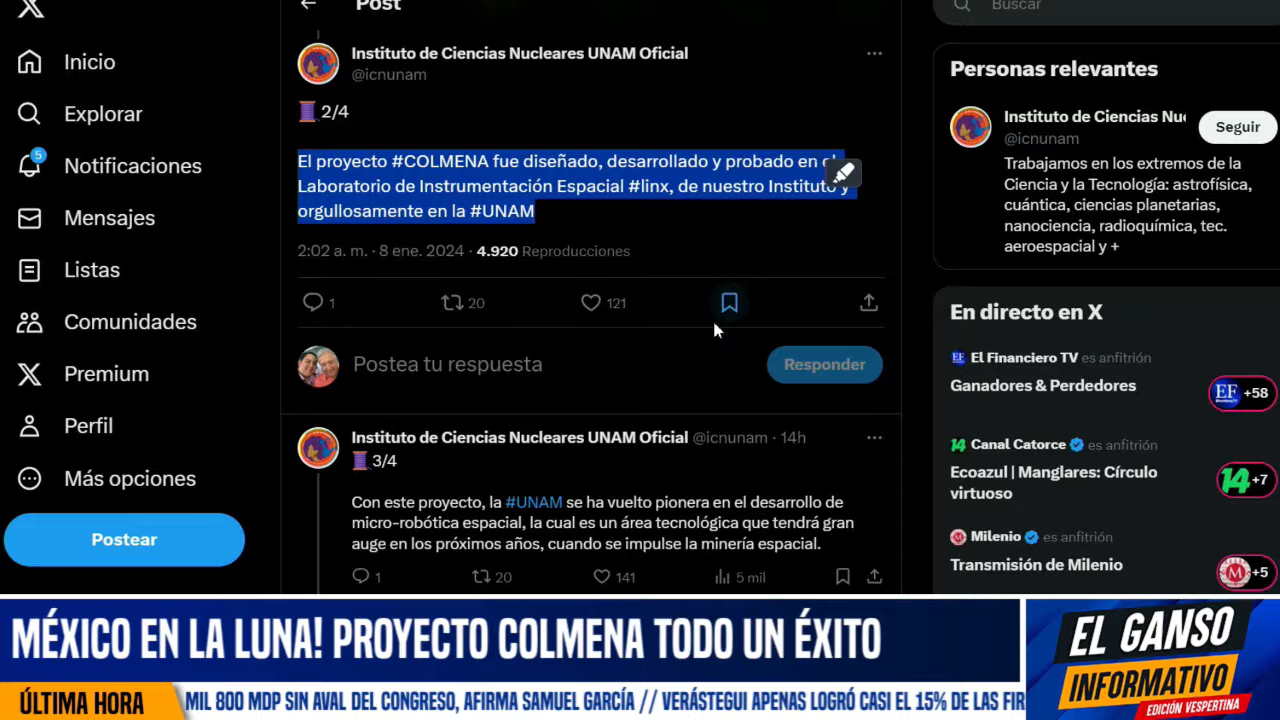 Post
Buscar
Inicio
Explorar
5
Notificaciones
Mensajes
Listas
Comunidades
Premium
Perfil
Más opciones
Postear
Instituto de Ciencias Nucleares UNAM Oficial
@icnunam
2/4
El proyecto #COLMENA fue diseñado, desarrollado y probado en el
Laboratorio de Instrumentación Espacial #linx, de nuestro Instituto y
orgullosamente en la #UNAM
2:02 a. m. · 8 ene. 2024 · 4.920 Reproducciones
1 20 121
Postea tu respuesta
Responder
Instituto de Ciencias Nucleares UNAM Oficial @icnunam · 14h
3/4
Con este proyecto, la #UNAM se ha vuelto pionera en el desarrollo de
micro-robótica espacial, la cual es un área tecnológica que tendrá gran
auge en los próximos años, cuando se impulse la minería espacial.
1 20 141 5 mil
Personas relevantes
Instituto de Ciencias Nuc
@icnunam
Seguir
Trabajamos en los extremos de la
Ciencia y la Tecnología: astrofísica,
cuántica, ciencias planetarias,
nanociencia, radioquímica, tec.
aeroespacial y +
En directo en X
EF El Financiero TV es anfitrión
Ganadores & Perdedores
EF +58
14 Canal Catorce es anfitrión
Ecoazul | Manglares: Círculo
virtuoso
14 +7
M Milenio es anfitrión
Transmisión de Milenio
M +5
MÉXICO EN LA LUNA! PROYECTO COLMENA TODO UN ÉXITO
EL GANSO
INFORMATIVO
EDICIÓN VESPERTINA
ÚLTIMA HORA
MIL 800 MDP SIN AVAL DEL CONGRESO, AFIRMA SAMUEL GARCÍA // VERÁSTEGUI APENAS LOGRÓ CASI EL 15% DE LAS FIR